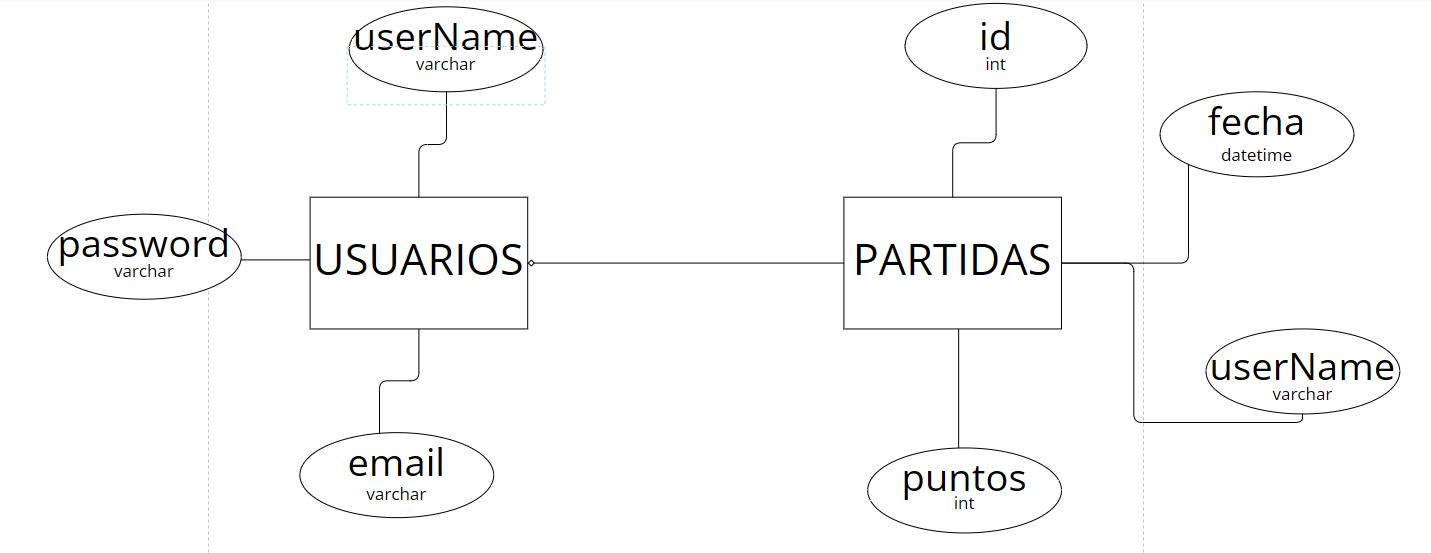 userName
varchar
id
int
fecha
datetime
password
varchar
USUARIOS
PARTIDAS
userName
varchar
email
varchar
puntos
int